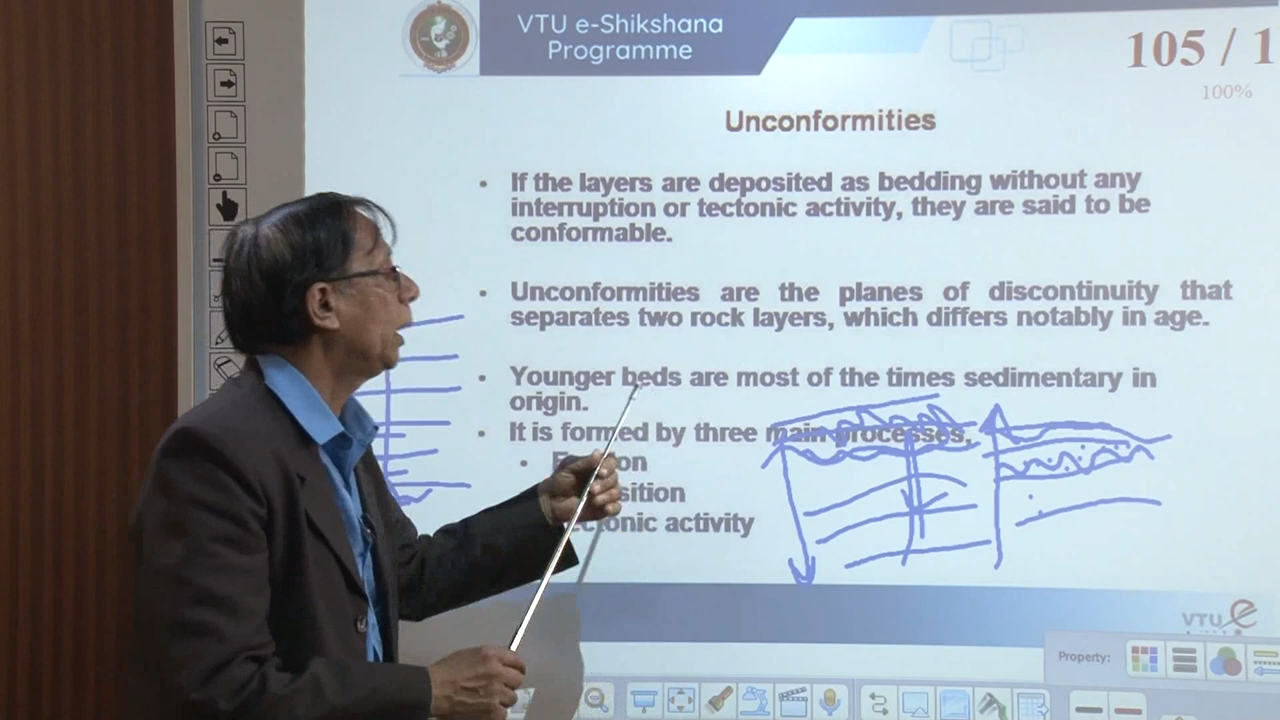 VTU e-Shikshana
Programme
105 / 1
100%
Unconformities
• If the layers are deposited as bedding without any
interruption or tectonic activity, they are said to be
conformable.
• Unconformities are the planes of discontinuity that
separates two rock layers, which differs notably in age.
• Younger beds are most of the times sedimentary in
origin.
• It is formed by three main processes,
•
sition
tectonic activity
VTU e
Property: